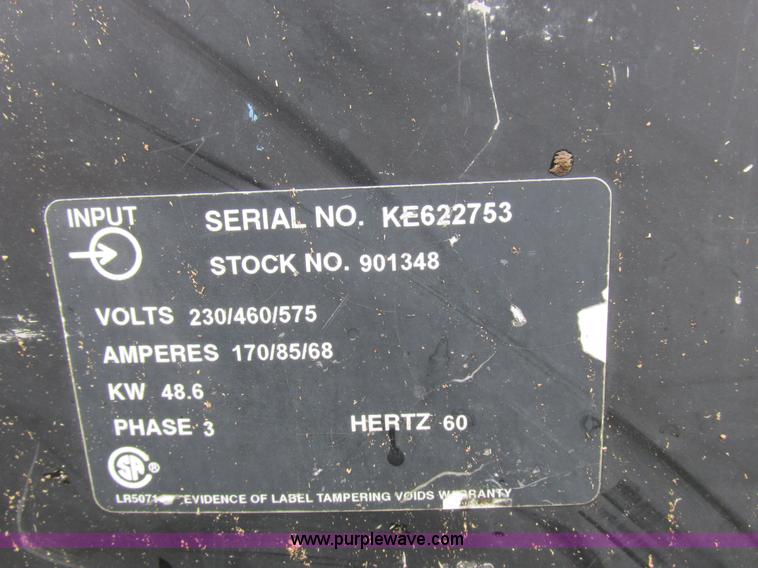 INPUT
SERIAL NO. KE622753
STOCK NO. 901348
VOLTS 230/460/575
AMPERES 170/85/68
KW 48.6
PHASE 3 HERTZ 60
SA ®
EVIDENCE OF LABEL TAMPERING VOIDS WARRANTY
www.purplewave.com